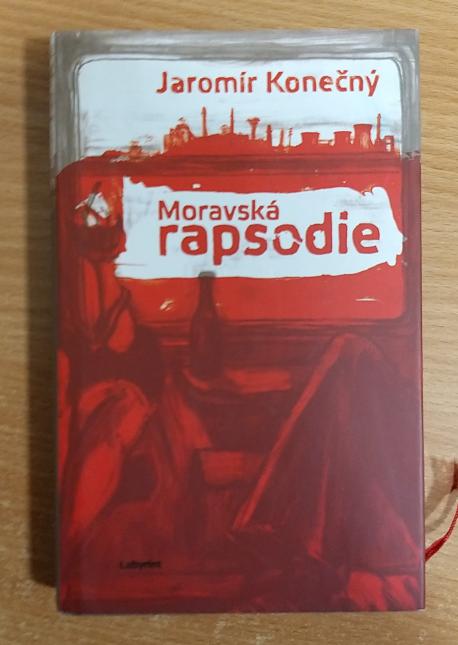 Jaromír Konečný
Moravská
rapsodie
Labyrint